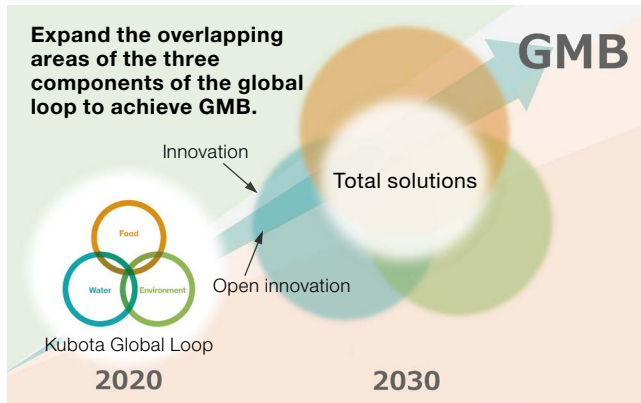 Expand the overlapping
areas of the three
components of the global
loop to achieve GMB.
GMB
Innovation
Total solutions
Food
Water
Environment
Open innovation
Kubota Global Loop
2020
2030